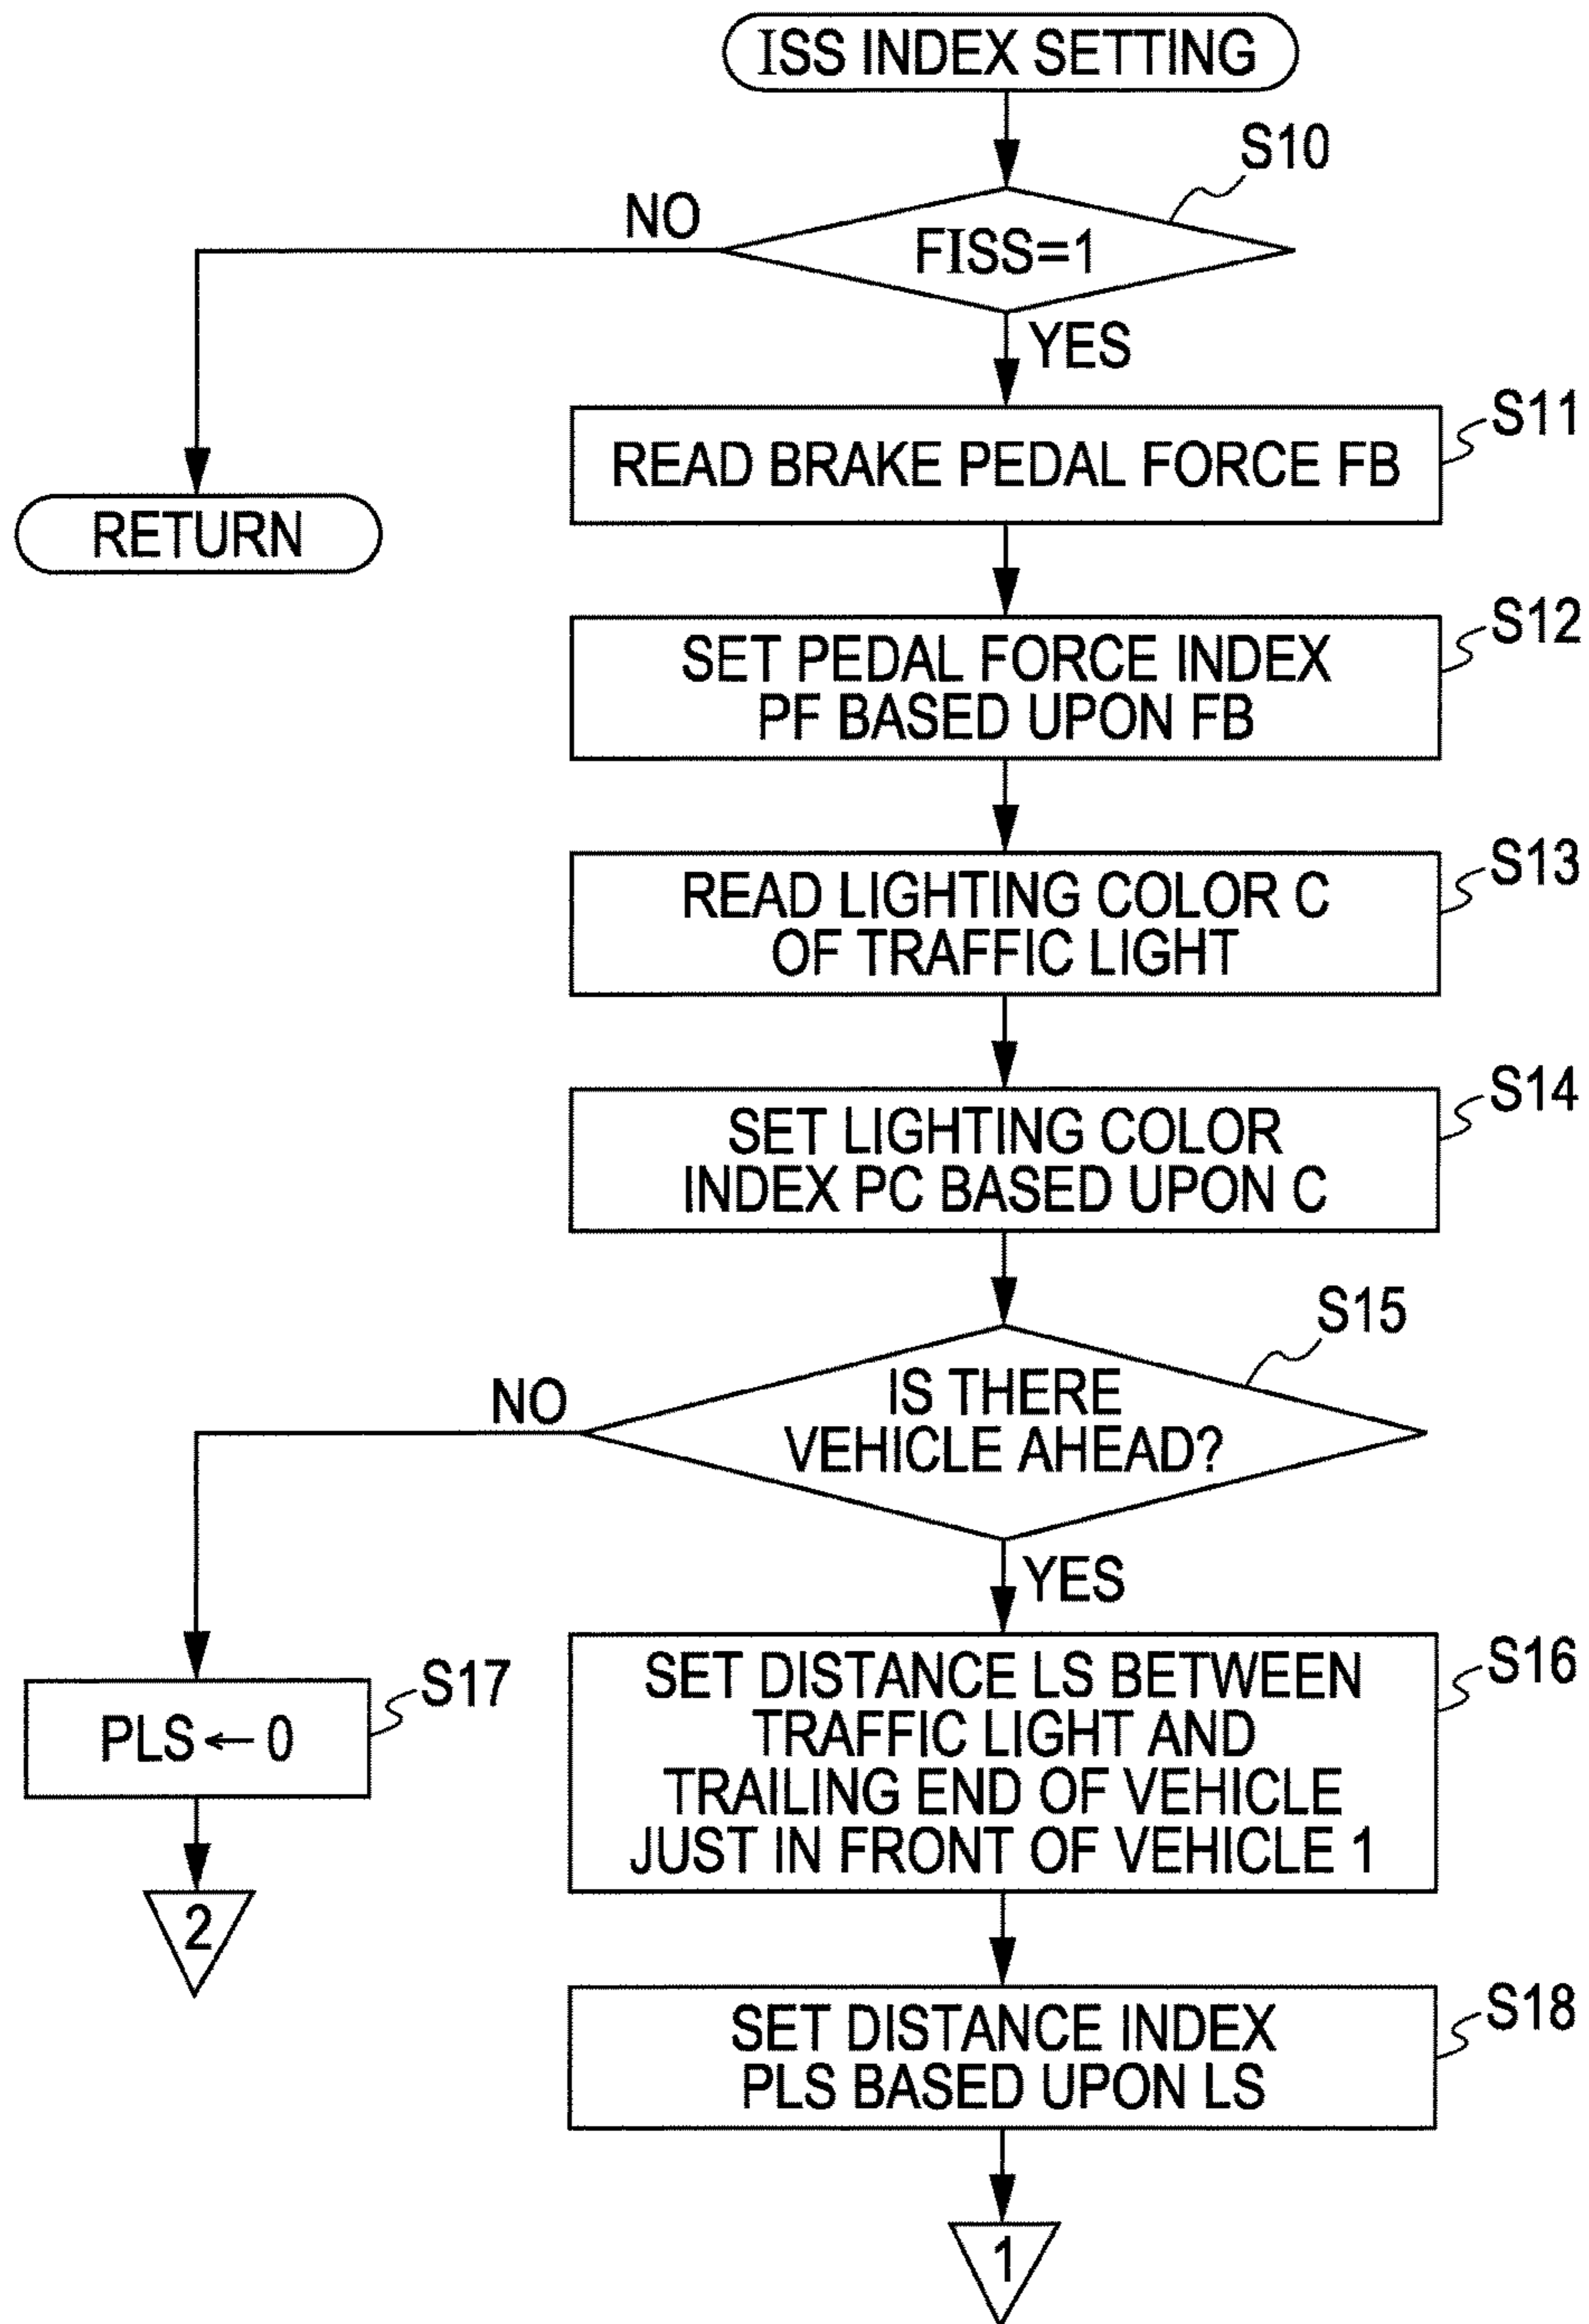 ISS INDEX SETTING
S10
NO
FISS=1
YES
S11
READ BRAKE PEDAL FORCE FB
RETURN
S12
SET PEDAL FORCE INDEX
PF BASED UPON FB
S13
READ LIGHTING COLOR C
OF TRAFFIC LIGHT
S14
SET LIGHTING COLOR
INDEX PC BASED UPON C
S15
NO
IS THERE
VEHICLE AHEAD?
YES
S16
SET DISTANCE LS BETWEEN
TRAFFIC LIGHT AND
TRAILING END OF VEHICLE
JUST IN FRONT OF VEHICLE 1
S17
PLS ← 0
2
S18
SET DISTANCE INDEX
PLS BASED UPON LS
1